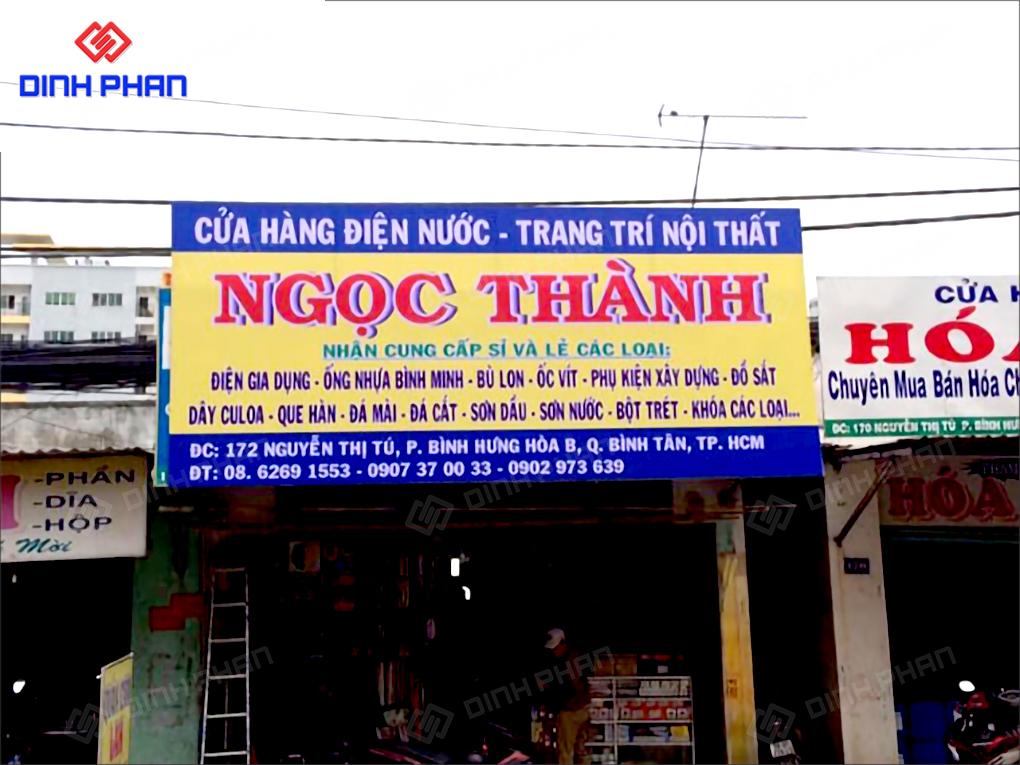 DINH PHAN
CỬA HÀNG ĐIỆN NƯỚC - TRANG TRÍ NỘI THẤT
NGỌC THÀNH
NHẬN CUNG CẤP SỈ VÀ LẺ CÁC LOẠI:
ĐIỆN GIA DỤNG - ỐNG NHỰA BÌNH MINH - BÙ LON - ỐC VÍT - PHỤ KIỆN XÂY DỰNG - ĐỒ SẮT
DÂY CULOA - QUE HÀN - ĐÁ MÀI - ĐÁ CẮT - SƠN DẦU - SƠN NƯỚC - BỘT TRÉT - KHÓA CÁC LOẠI...
ĐC: 172 NGUYỄN THỊ TÚ, P. BÌNH HƯNG HÒA B, Q. BÌNH TÂN, TP. HCM
ĐT: 08. 6269 1553 - 0907 37 00 33 - 0902 973 639
CỬA H
HÓA
Chuyên Mua Bán Hóa Ch
ĐC: 170 NGUYỄN THỊ TÚ P. BÌNH HƯ
-PHẤN
-DĨA
-HỘP
Mời
HÓA